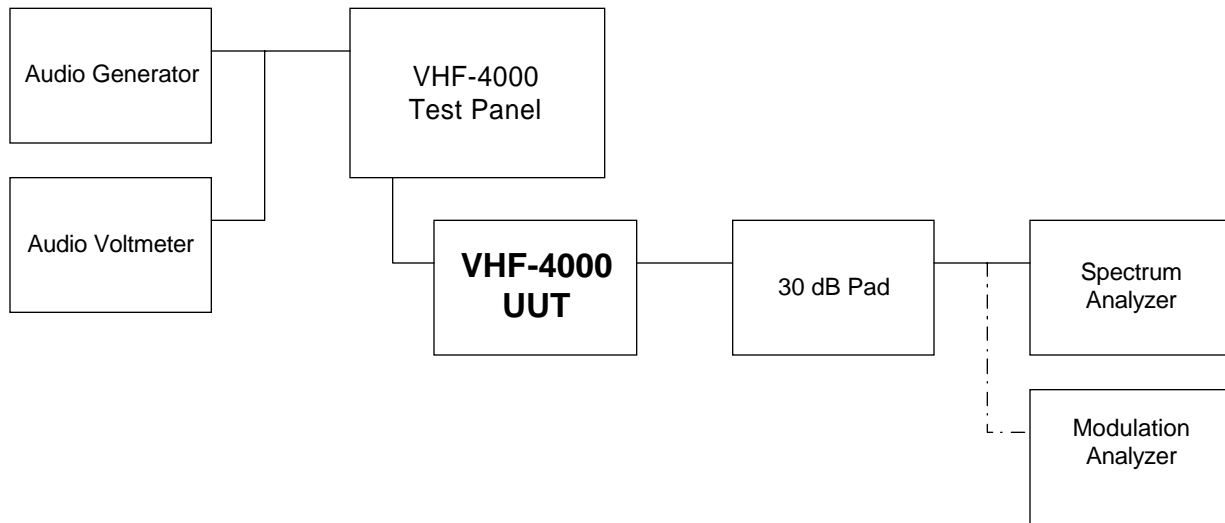 Audio Generator
VHF-4000
Test Panel
Audio Voltmeter
VHF-4000
UUT
30 dB Pad
Spectrum
Analyzer
Modulation
Analyzer